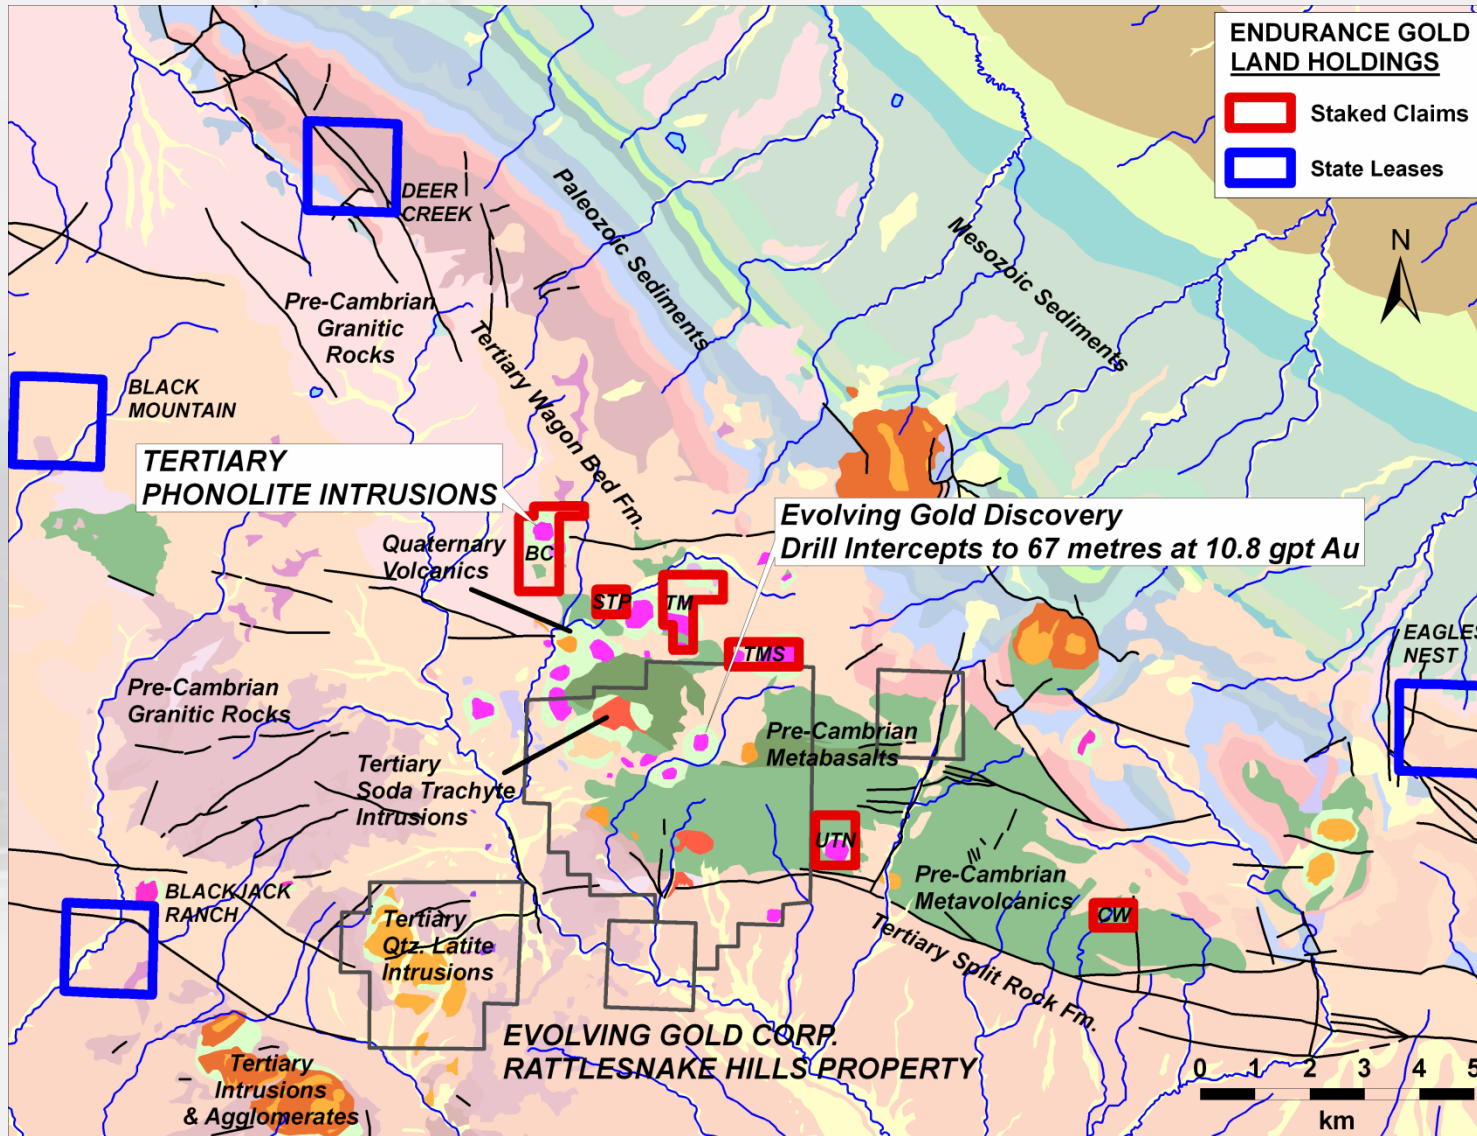 ENDURANCE GOLD
LAND HOLDINGS
Staked Claims
State Leases
N
DEER
CREEK
Paleozoic Sediments
Mesozoic Sediments
Pre-Cambrian
Granitic
Rocks
Tertiary Wagon Bed Fm.
BLACK
MOUNTAIN
TERTIARY
PHONOLITE INTRUSIONS
Evolving Gold Discovery
Drill Intercepts to 67 metres at 10.8 gpt Au
Quaternary
Volcanics
BC
STP
TM
TMS
EAGLES
NEST
Pre-Cambrian
Granitic Rocks
Pre-Cambrian
Metabasalts
Tertiary
Soda Trachyte
Intrusions
UTN
Pre-Cambrian
Metavolcanics
CW
BLACKJACK
RANCH
Tertiary
Qtz. Latite
Intrusions
Tertiary Split Rock Fm.
EVOLVING GOLD CORP.
RATTLESNAKE HILLS PROPERTY
Tertiary
Intrusions
& Agglomerates
0 1 2 3 4 5
km